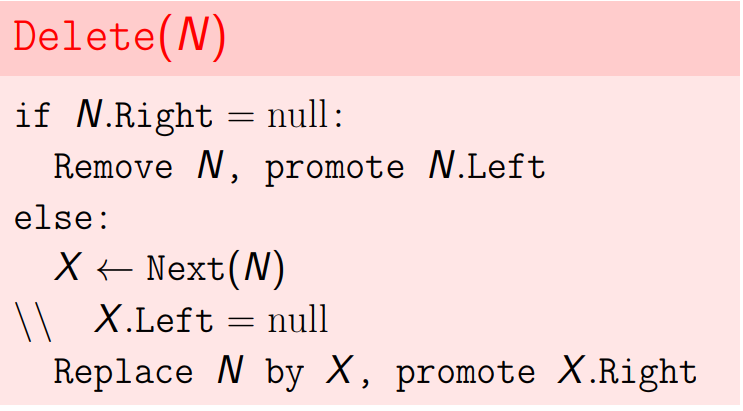 Delete(N)
if N.Right = null:
Remove N, promote N.Left
else:
X ← Next(N)
\\ X.Left = null
Replace N by X, promote X.Right